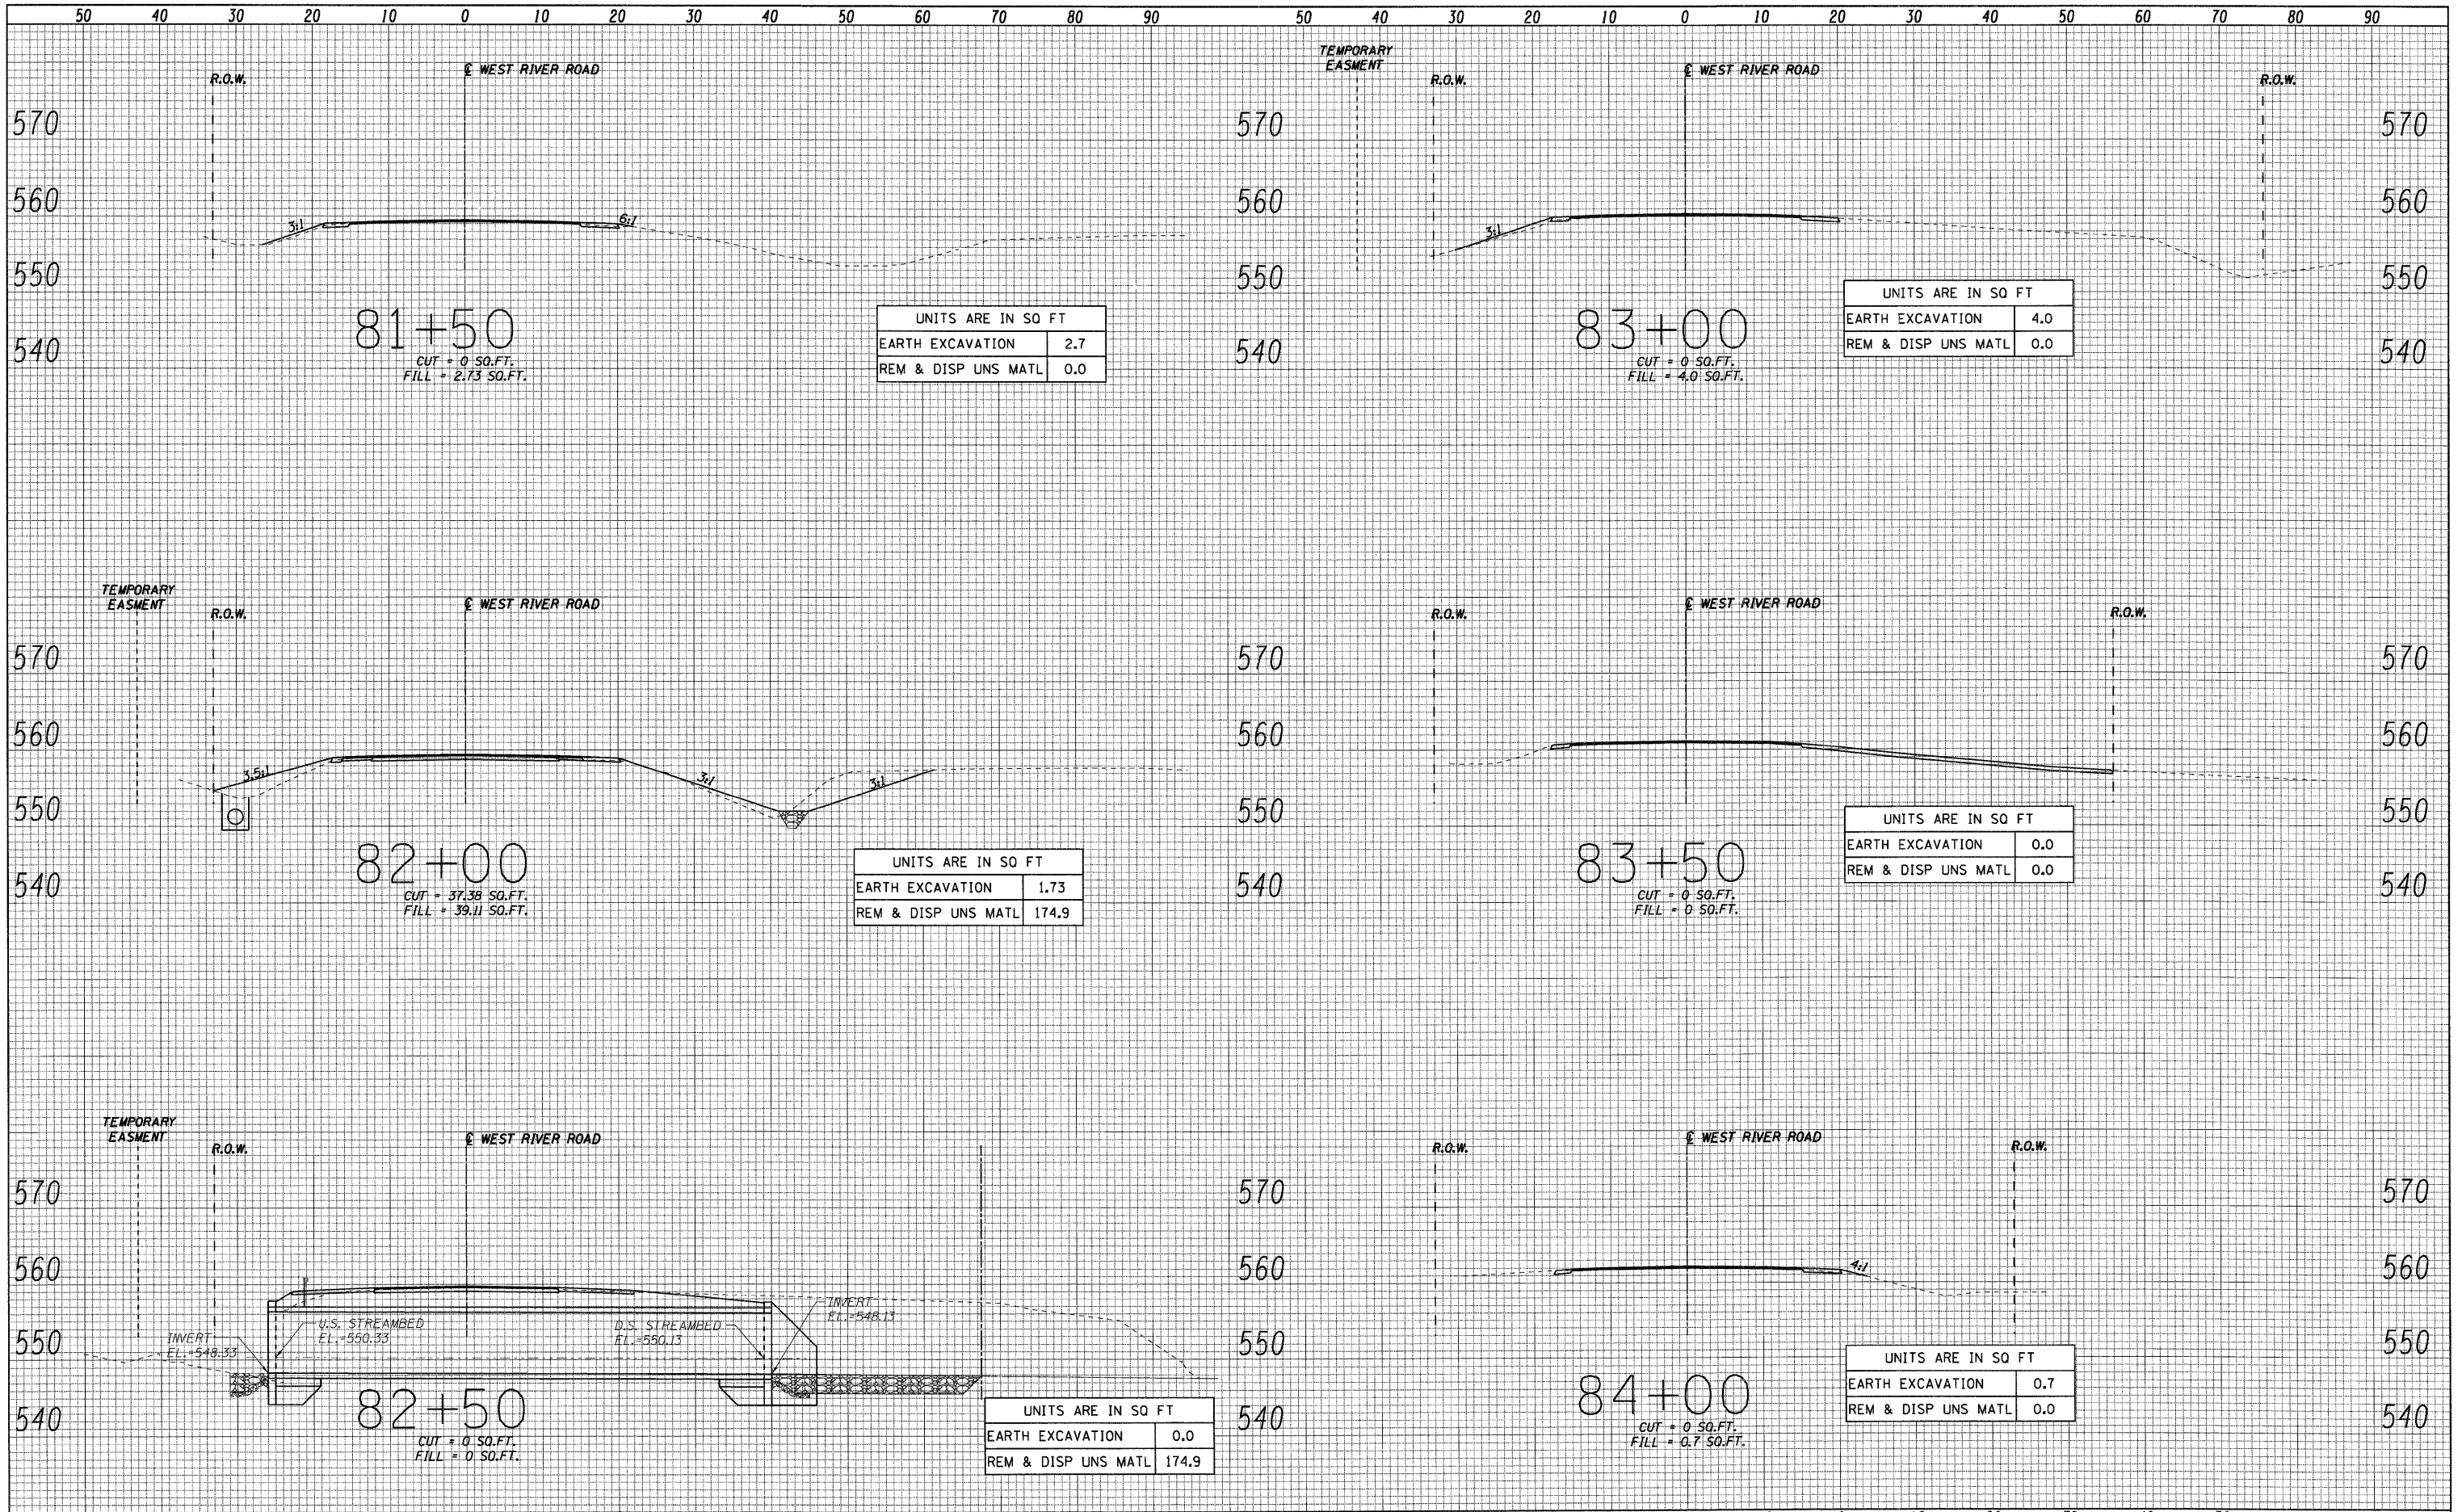 50 40 30 20 10 0 10 20 30 40 50 60 70 80 90 50 40 30 20 10 0 10 20 30 40 50 60 70 80 90
R.O.W.
℄ WEST RIVER ROAD
570
560
550
540
3:1
6:1
81+50
CUT = 0 SQ.FT.
FILL = 2.73 SQ.FT.
UNITS ARE IN SQ FT
EARTH EXCAVATION 2.7
REM & DISP UNS MATL 0.0
TEMPORARY
EASMENT
R.O.W.
℄ WEST RIVER ROAD
R.O.W.
570 570
560 560
550 550
540 540
3:1
83+00
CUT = 0 SQ.FT.
FILL = 4.0 SQ.FT.
UNITS ARE IN SQ FT
EARTH EXCAVATION 4.0
REM & DISP UNS MATL 0.0
TEMPORARY
EASMENT
R.O.W.
℄ WEST RIVER ROAD
570
560
550
540
3.5:1
3:1
3:1
82+00
CUT = 37.38 SQ.FT.
FILL = 39.11 SQ.FT.
UNITS ARE IN SQ FT
EARTH EXCAVATION 1.73
REM & DISP UNS MATL 174.9
R.O.W.
℄ WEST RIVER ROAD
R.O.W.
570 570
560 560
550 550
540 540
83+50
CUT = 0 SQ.FT.
FILL = 0 SQ.FT.
UNITS ARE IN SQ FT
EARTH EXCAVATION 0.0
REM & DISP UNS MATL 0.0
TEMPORARY
EASMENT
R.O.W.
℄ WEST RIVER ROAD
570
560
550
540
INVERT
EL.=548.33
U.S. STREAMBED
EL.=550.33
D.S. STREAMBED
EL.=550.13
INVERT
EL.=548.13
82+50
CUT = 0 SQ.FT.
FILL = 0 SQ.FT.
UNITS ARE IN SQ FT
EARTH EXCAVATION 0.0
REM & DISP UNS MATL 174.9
R.O.W.
℄ WEST RIVER ROAD
R.O.W.
570 570
560 560
550 550
540 540
4:1
84+00
CUT = 0 SQ.FT.
FILL = 0.7 SQ.FT.
UNITS ARE IN SQ FT
EARTH EXCAVATION 0.7
REM & DISP UNS MATL 0.0